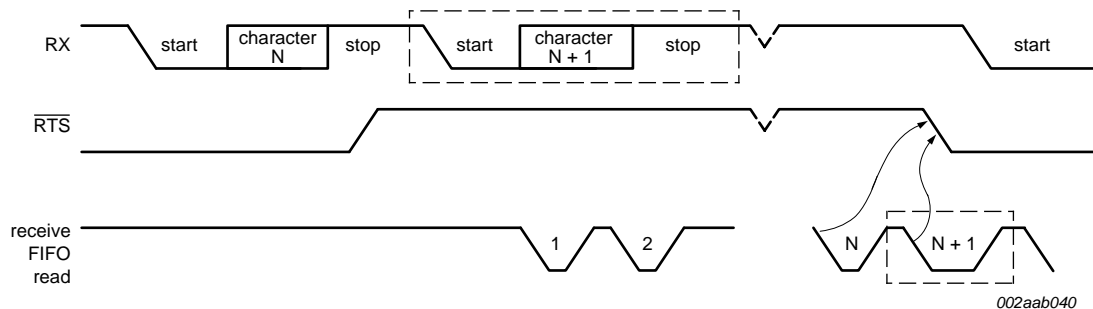 RX
start
character
N
stop
start
character
N + 1
stop
start
RTS
receive
FIFO
read
1
2
N
N + 1
002aab040